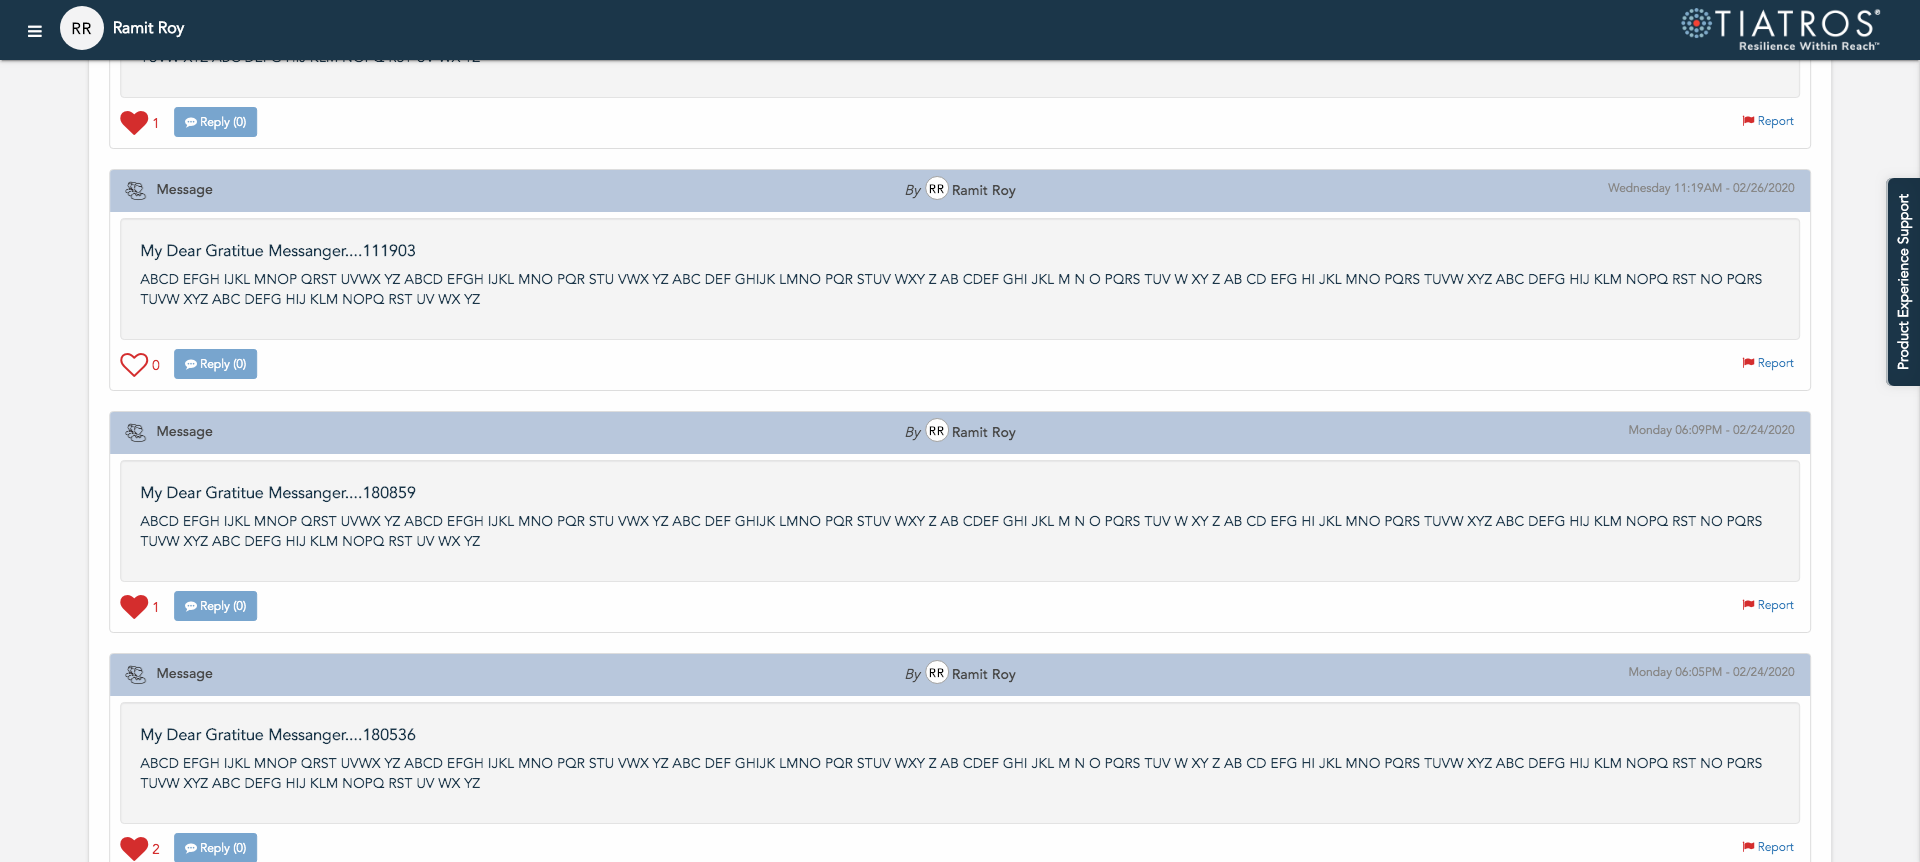 RR Ramit Roy
TIATROS®
Resilience Within Reach™
TUVW XYZ ABC DEFG HIJ KLM NOPQ RST UV WX YZ
1 Reply (0) Report
Message By RR Ramit Roy Wednesday 11:19AM - 02/26/2020
My Dear Gratitue Messanger....111903
ABCD EFGH IJKL MNOP QRST UVWX YZ ABCD EFGH IJKL MNO PQR STU VWX YZ ABC DEF GHIJK LMNO PQR STUV WXY Z AB CDEF GHI JKL M N O PQRS TUV W XY Z AB CD EFG HI JKL MNO PQRS TUVW XYZ ABC DEFG HIJ KLM NOPQ RST NO PQRS
TUVW XYZ ABC DEFG HIJ KLM NOPQ RST UV WX YZ
0 Reply (0) Report
Message By RR Ramit Roy Monday 06:09PM - 02/24/2020
My Dear Gratitue Messanger....180859
ABCD EFGH IJKL MNOP QRST UVWX YZ ABCD EFGH IJKL MNO PQR STU VWX YZ ABC DEF GHIJK LMNO PQR STUV WXY Z AB CDEF GHI JKL M N O PQRS TUV W XY Z AB CD EFG HI JKL MNO PQRS TUVW XYZ ABC DEFG HIJ KLM NOPQ RST NO PQRS
TUVW XYZ ABC DEFG HIJ KLM NOPQ RST UV WX YZ
1 Reply (0) Report
Message By RR Ramit Roy Monday 06:05PM - 02/24/2020
My Dear Gratitue Messanger....180536
ABCD EFGH IJKL MNOP QRST UVWX YZ ABCD EFGH IJKL MNO PQR STU VWX YZ ABC DEF GHIJK LMNO PQR STUV WXY Z AB CDEF GHI JKL M N O PQRS TUV W XY Z AB CD EFG HI JKL MNO PQRS TUVW XYZ ABC DEFG HIJ KLM NOPQ RST NO PQRS
TUVW XYZ ABC DEFG HIJ KLM NOPQ RST UV WX YZ
2 Reply (0) Report
Product Experience Support